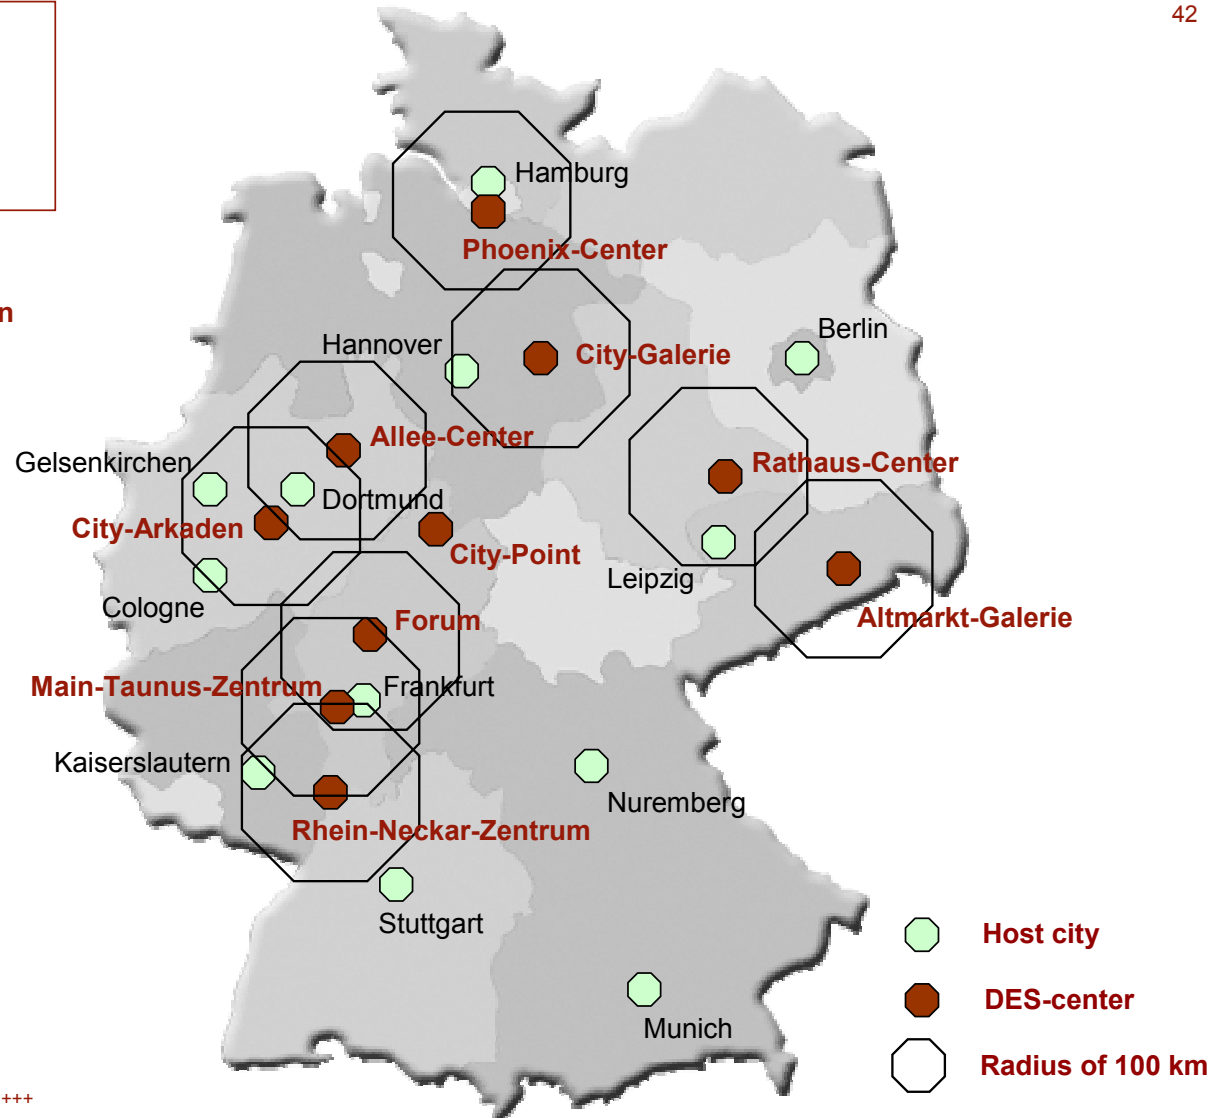 42
Hamburg
Phoenix-Center
n
Berlin
Hannover
City-Galerie
Allee-Center
Gelsenkirchen
Rathaus-Center
Dortmund
City-Arkaden
City-Point
Leipzig
Cologne
Forum
Altmarkt-Galerie
Main-Taunus-Zentrum
Frankfurt
Kaiserslautern
Nuremberg
Rhein-Neckar-Zentrum
Stuttgart
Host city
DES-center
Munich
Radius of 100 km
+++